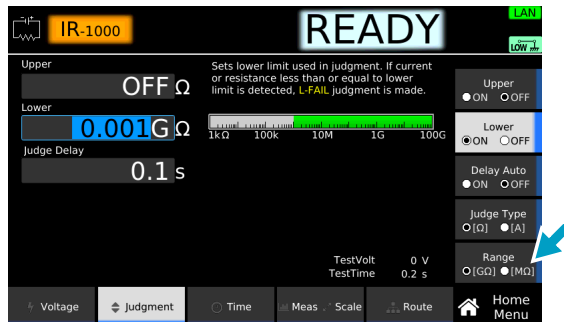 IR-1000
READY
LAN
LOW
Upper
OFF Ω
Lower
0.001G Ω
Judge Delay
0.1 s
Sets lower limit used in judgment. If current
or resistance less than or equal to lower
limit is detected, L-FAIL judgment is made.
1kΩ 100k 10M 1G 100G
TestVolt 0 V
TestTime 0.2 s
Upper
ON OFF
Lower
ON OFF
Delay Auto
ON OFF
Judge Type
[Ω] [A]
Range
[GΩ] [MΩ]
Voltage
Judgment
Time
Meas. Scale
Route
Home
Menu